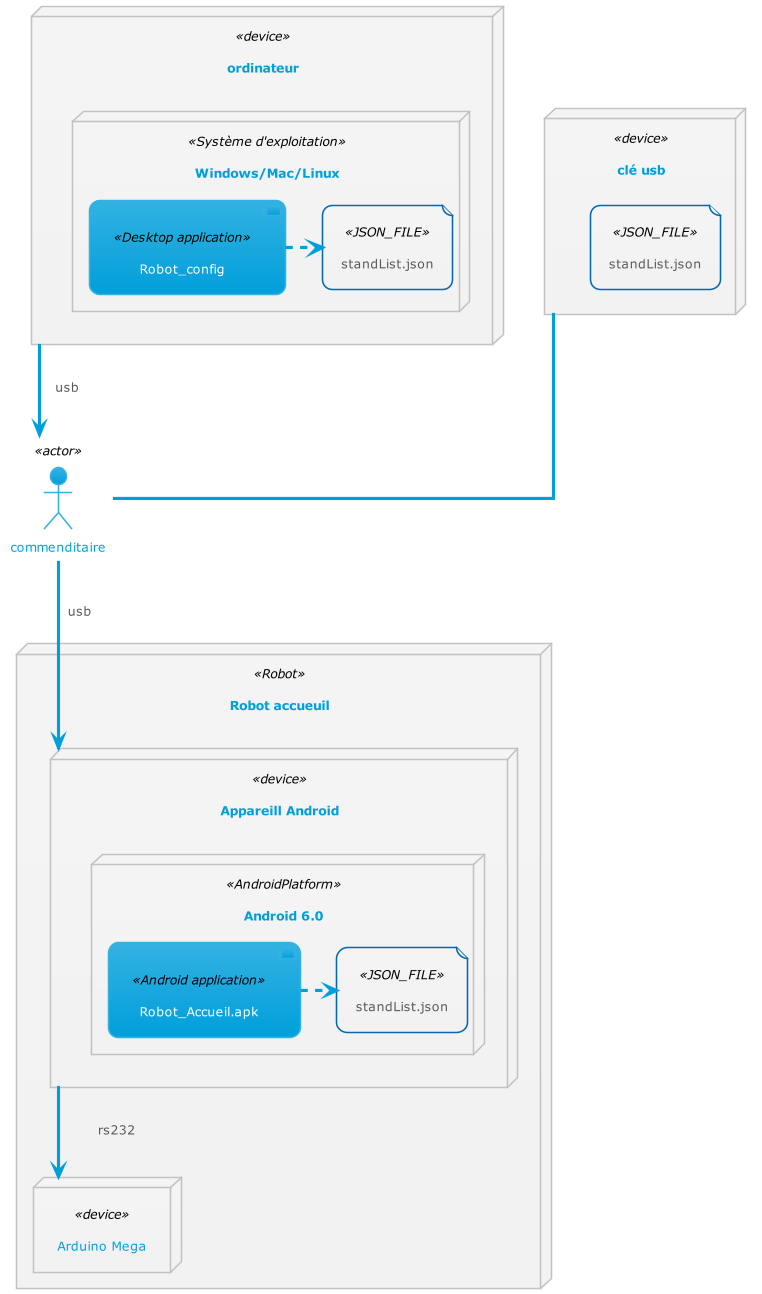 «device»
ordinateur
«Système d'exploitation»
Windows/Mac/Linux
«Desktop application»
Robot_config
«JSON_FILE»
standList.json
«device»
clé usb
«JSON_FILE»
standList.json
usb
«actor»
commenditaire
usb
«Robot»
Robot accueuil
«device»
Appareill Android
«AndroidPlatform»
Android 6.0
«Android application»
Robot_Accueil.apk
«JSON_FILE»
standList.json
rs232
«device»
Arduino Mega